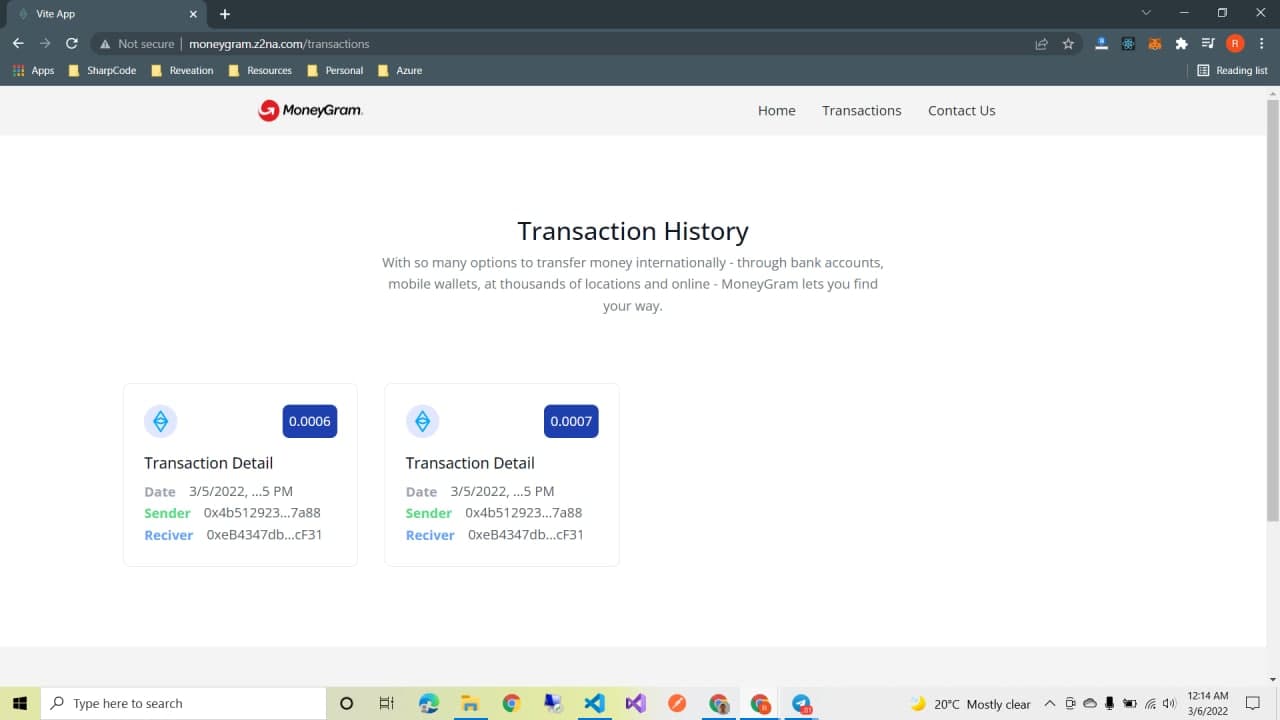 Vite App
Not secure | moneygram.z2na.com/transactions
R
Apps SharpCode Reveation Resources Personal Azure Reading list
MoneyGram. Home Transactions Contact Us
Transaction History
With so many options to transfer money internationally - through bank accounts,
mobile wallets, at thousands of locations and online - MoneyGram lets you find
your way.
0.0006 0.0007
Transaction Detail Transaction Detail
Date 3/5/2022, ...5 PM Date 3/5/2022, ...5 PM
Sender 0x4b512923...7a88 Sender 0x4b512923...7a88
Reciver 0xeB4347db...cF31 Reciver 0xeB4347db...cF31
Type here to search
20°C Mostly clear
12:14 AM
3/6/2022